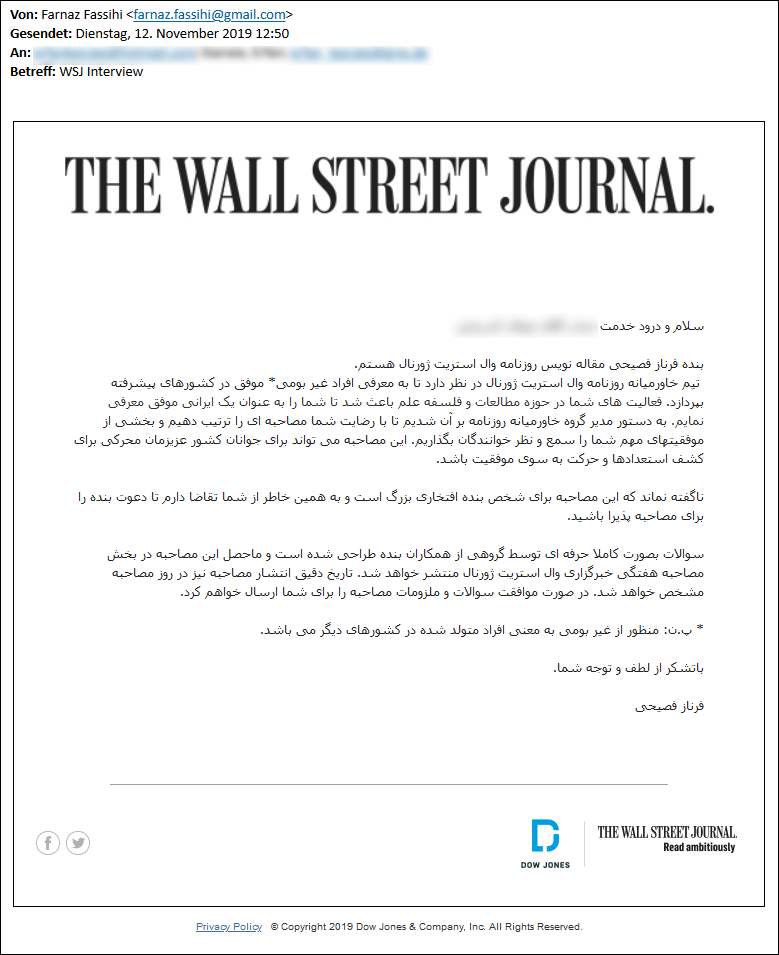 Von: Farnaz Fassihi <farnaz.fassihi@gmail.com>
Gesendet: Dienstag, 12. November 2019 12:50
An:
Betreff: WSJ Interview
THE WALL STREET JOURNAL.
سلام و درود خدمت
بنده فرناز فصیحی مقاله نویس روزنامه وال استریت ژورنال هستم.
تیم خاورمیانه روزنامه وال استریت ژورنال در نظر دارد تا به معرفی افراد غیر بومی* موفق در کشورهای پیشرفته
بپردازد. فعالیت های شما در حوزه مطالعات و فلسفه علم باعث شد تا شما را به عنوان یک ایرانی موفق معرفی
نمایم. به دستور مدیر گروه خاورمیانه روزنامه بر آن شدیم تا با رضایت شما مصاحبه ای را ترتیب دهیم و بخشی از
موفقیتهای مهم شما را سمع و نظر خوانندگان بگذاریم. این مصاحبه می تواند برای جوانان کشور عزیزمان محرکی برای
کشف استعدادها و حرکت به سوی موفقیت باشد.
ناگفته نماند که این مصاحبه برای شخص بنده افتخاری بزرگ است و به همین خاطر از شما تقاضا دارم تا دعوت بنده را
برای مصاحبه پذیرا باشید.
سوالات بصورت کاملا حرفه ای توسط گروهی از همکاران بنده طراحی شده است و ماحصل این مصاحبه در بخش
مصاحبه هفتگی خبرگزاری وال استریت ژورنال منتشر خواهد شد. تاریخ دقیق انتشار مصاحبه نیز در روز مصاحبه
مشخص خواهد شد. در صورت موافقت سوالات و ملزومات مصاحبه را برای شما ارسال خواهم کرد.
* پ.ن: منظور از غیر بومی به معنی افراد متولد شده در کشورهای دیگر می باشد.
باتشکر از لطف و توجه شما.
فرناز فصیحی
DOW JONES
THE WALL STREET JOURNAL.
Read ambitiously
Privacy Policy © Copyright 2019 Dow Jones & Company, Inc. All Rights Reserved.